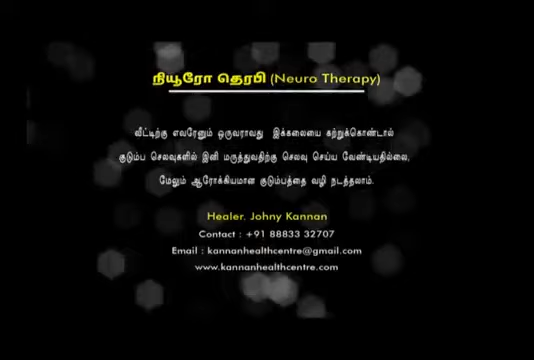 நியூரோ தெரபி (Neuro Therapy)
வீட்டிற்கு எவரேனும் ஒருவராவது இக்கலையை கற்றுக்கொண்டால்
குடும்ப செலவுகளில் இனி மருத்துவதிற்கு செலவு செய்ய வேண்டியதில்லை,
மேலும் ஆரோக்கியமான குடும்பத்தை வழி நடத்தலாம்.
Healer. Johny Kannan
Contact : +91 88833 32707
Email : kannanhealthcentre@gmail.com
www.kannanhealthcentre.com